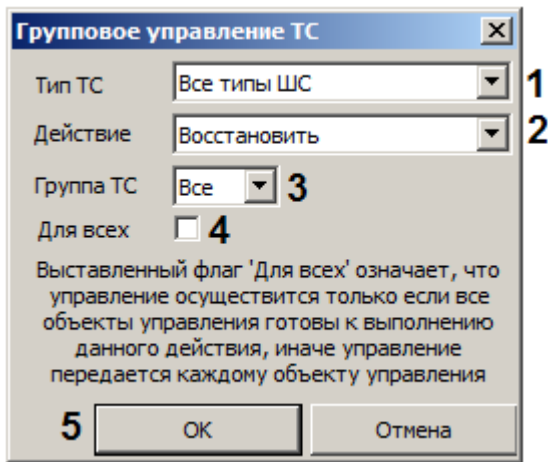 Групповое управление ТС
Тип ТС Все типы ШС 1
Действие Восстановить 2
Группа ТС Все 3
Для всех 4
Выставленный флаг 'Для всех' означает, что
управление осуществится только если все
объекты управления готовы к выполнению
данного действия, иначе управление
передается каждому объекту управления
5 ОК Отмена